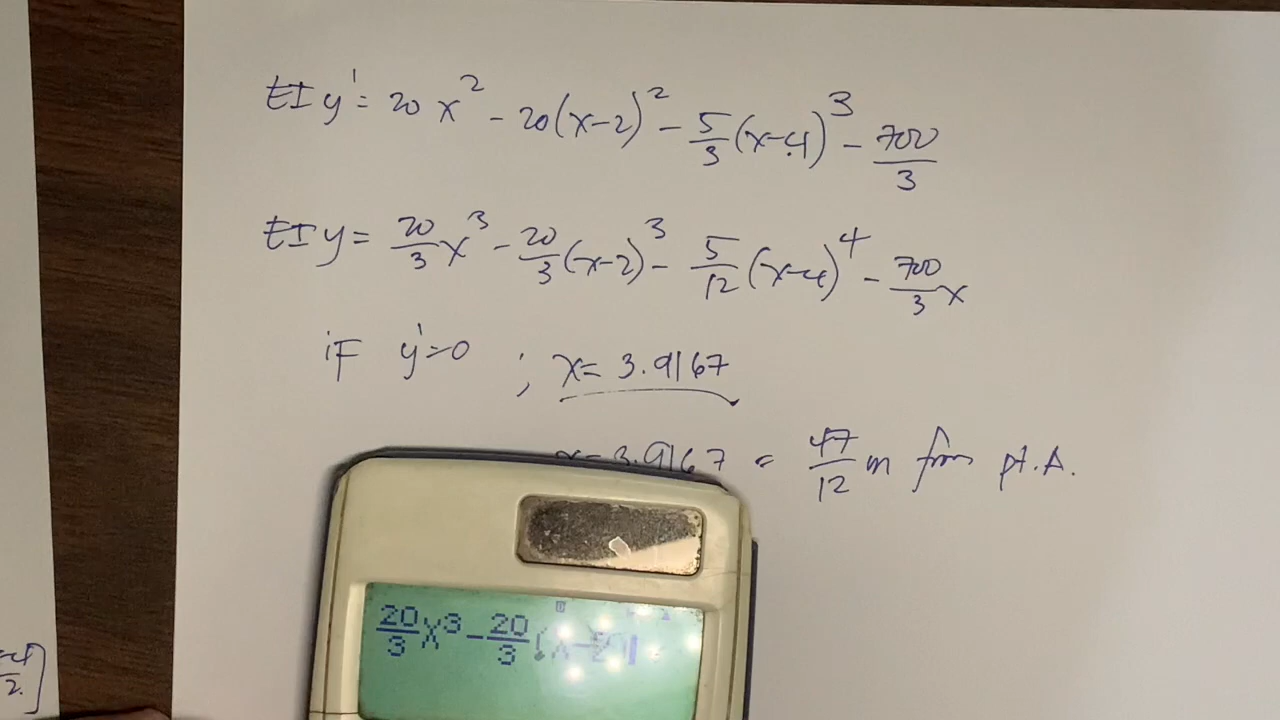 EIy' = 20x² - 20(x-2)² - 5/3(x-4)³ - 700/3
EIy = 20/3x³ - 20/3(x-2)³ - 5/12(x-4)⁴ - 700/3x
if y'=0 ; x= 3.9167
x= 3.9167 = 47/12 m from pt. A.
20/3X³-20/3(X-2)
2